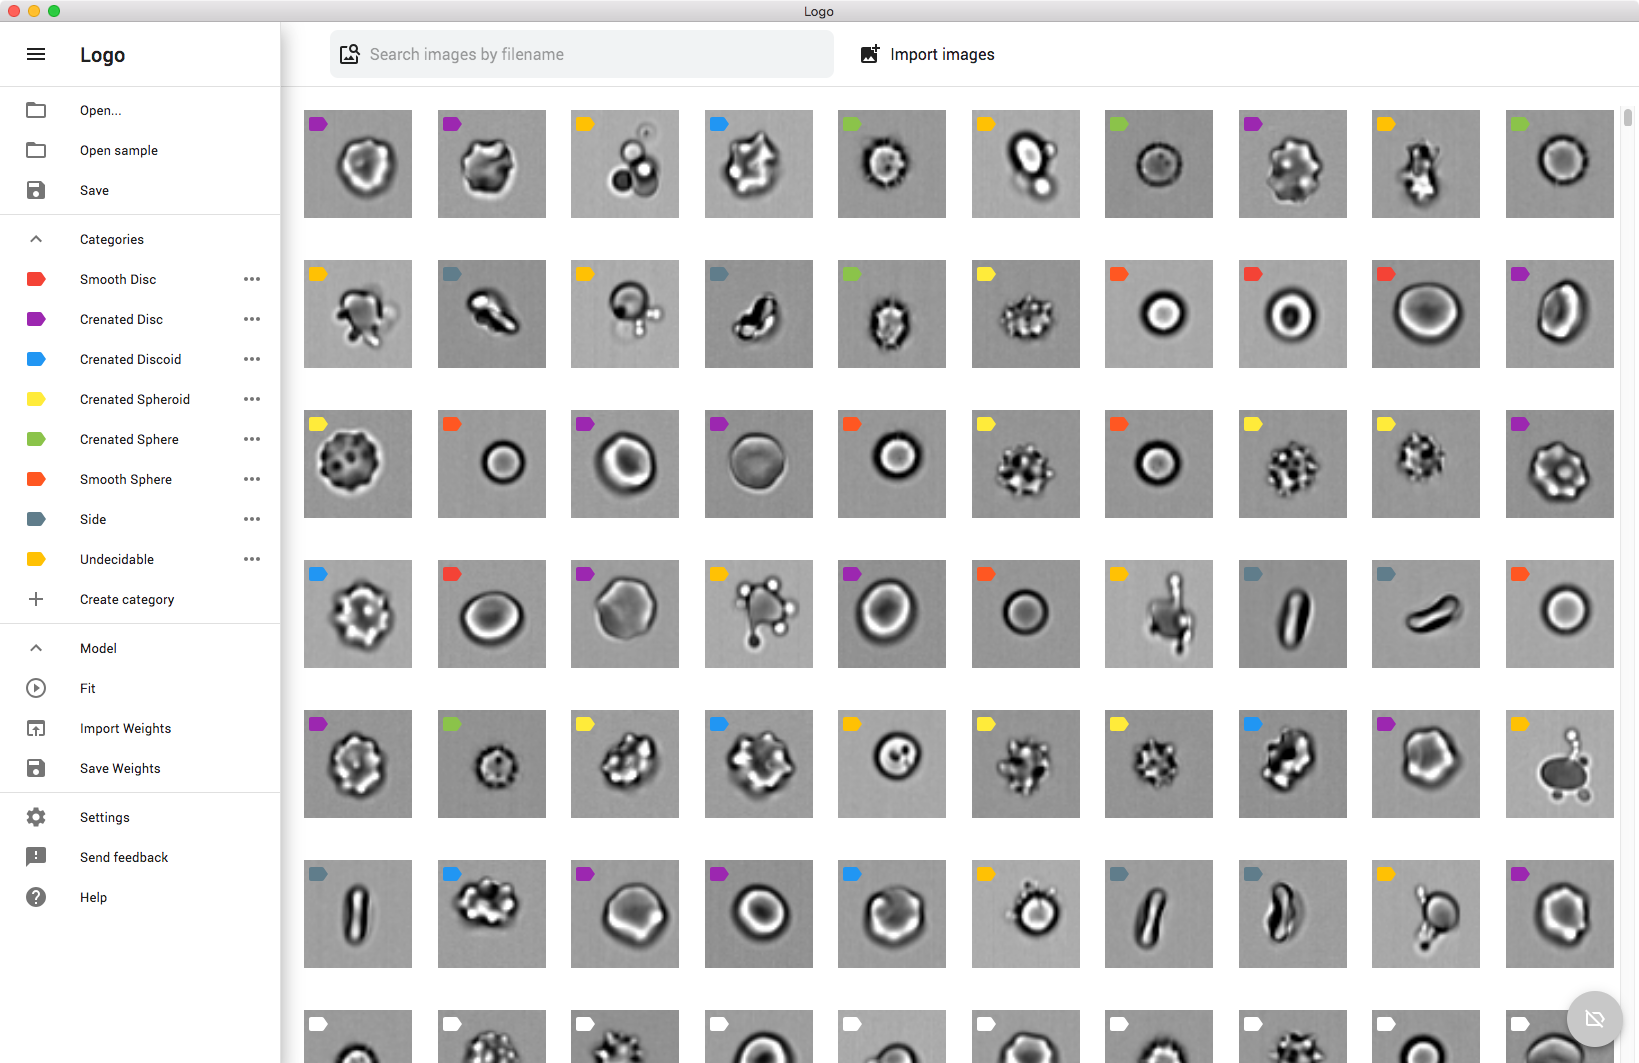 Logo
Logo
Search images by filename
Import images
Open...
Open sample
Save
Categories
Smooth Disc
Crenated Disc
Crenated Discoid
Crenated Spheroid
Crenated Sphere
Smooth Sphere
Side
Undecidable
Create category
Model
Fit
Import Weights
Save Weights
Settings
Send feedback
Help